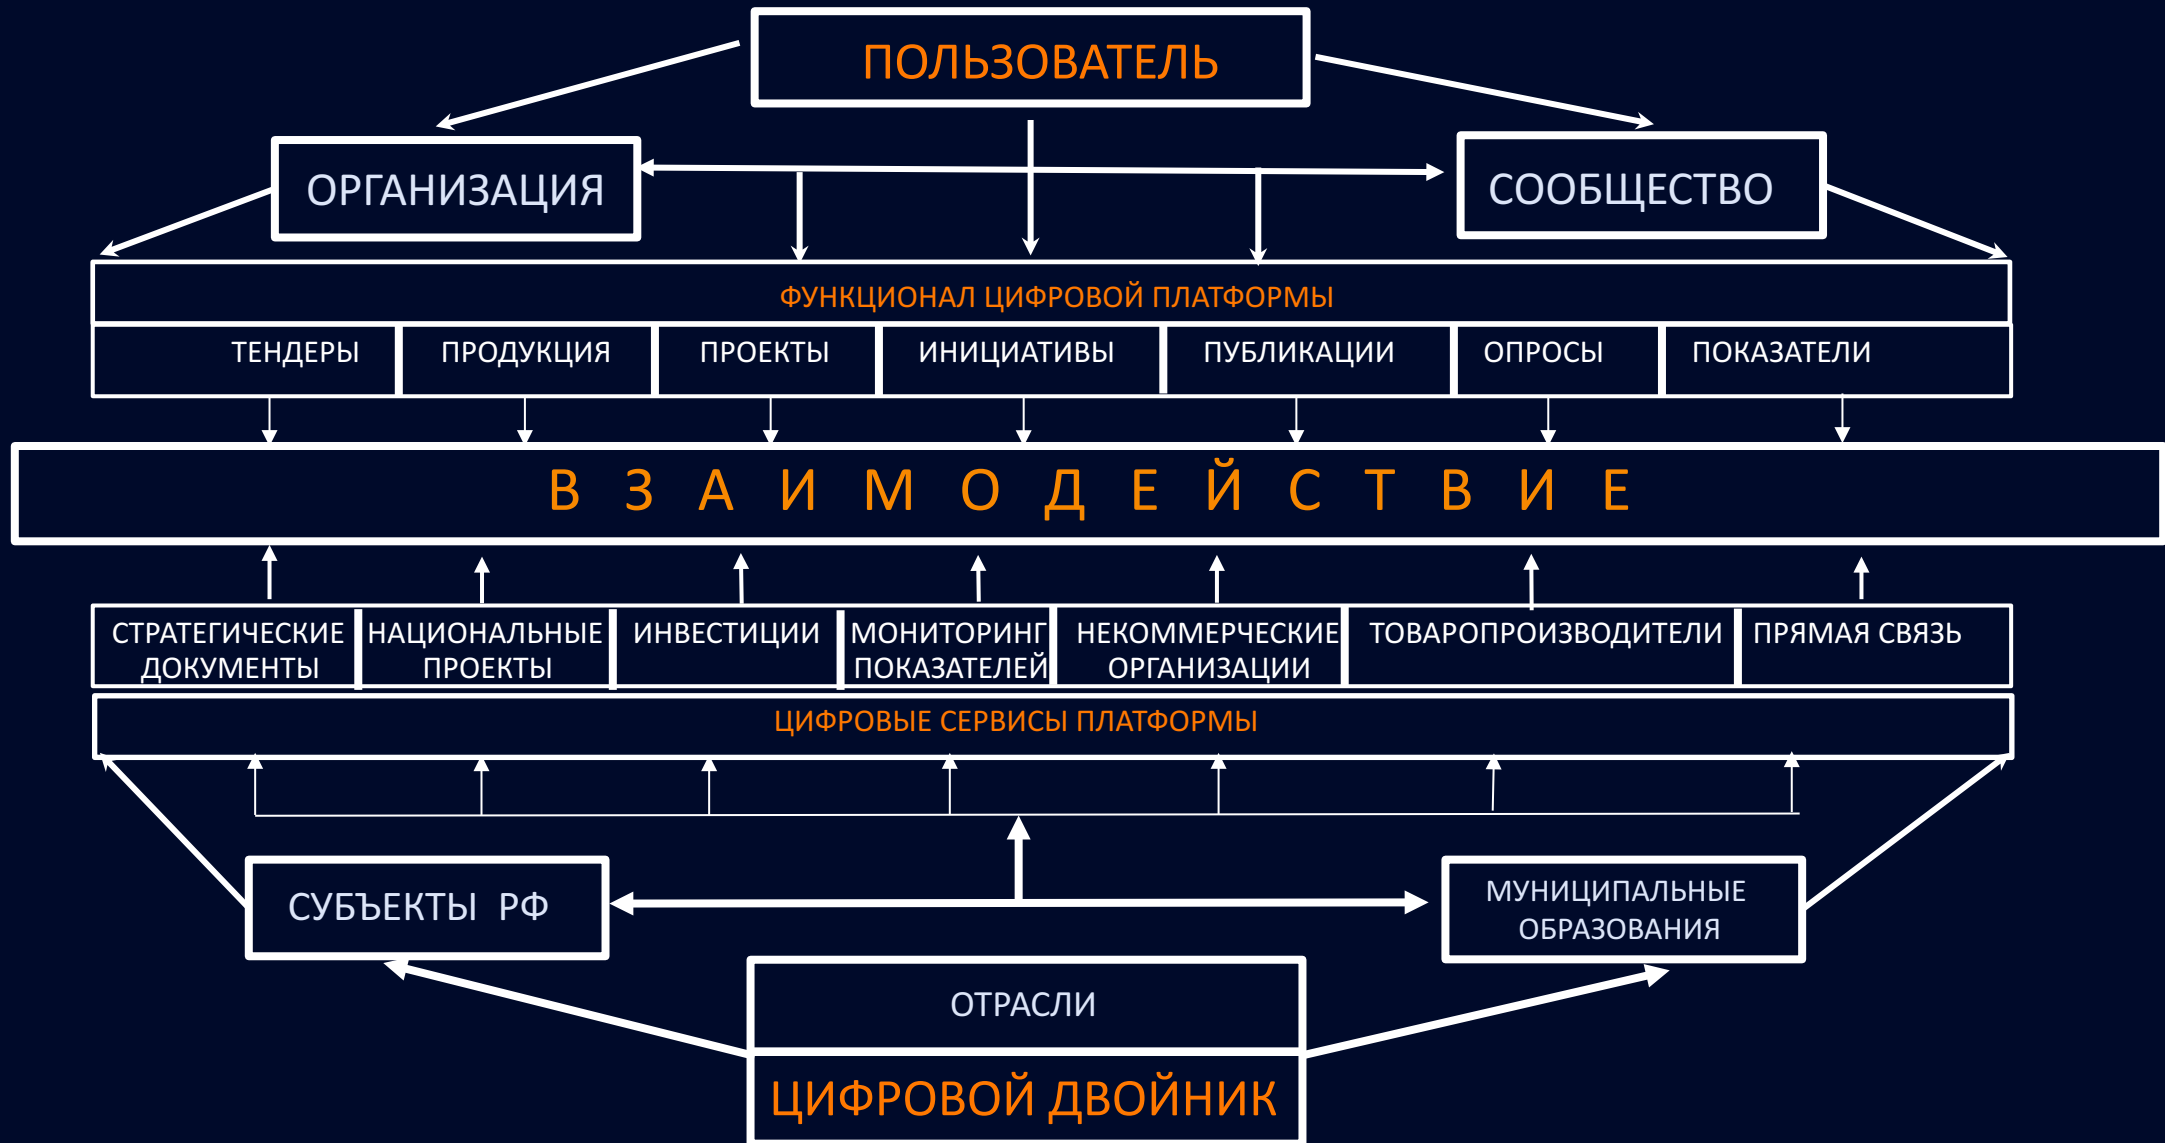 ПОЛЬЗОВАТЕЛЬ
ОРГАНИЗАЦИЯ
СООБЩЕСТВО
ФУНКЦИОНАЛ ЦИФРОВОЙ ПЛАТФОРМЫ
ТЕНДЕРЫ
ПРОДУКЦИЯ
ПРОЕКТЫ
ИНИЦИАТИВЫ
ПУБЛИКАЦИИ
ОПРОСЫ
ПОКАЗАТЕЛИ
В З А И М О Д Е Й С Т В И Е
СТРАТЕГИЧЕСКИЕ
ДОКУМЕНТЫ
НАЦИОНАЛЬНЫЕ
ПРОЕКТЫ
ИНВЕСТИЦИИ
МОНИТОРИНГ
ПОКАЗАТЕЛЕЙ
НЕКОММЕРЧЕСКИЕ
ОРГАНИЗАЦИИ
ТОВАРОПРОИЗВОДИТЕЛИ
ПРЯМАЯ СВЯЗЬ
ЦИФРОВЫЕ СЕРВИСЫ ПЛАТФОРМЫ
СУБЪЕКТЫ РФ
МУНИЦИПАЛЬНЫЕ
ОБРАЗОВАНИЯ
ОТРАСЛИ
ЦИФРОВОЙ ДВОЙНИК